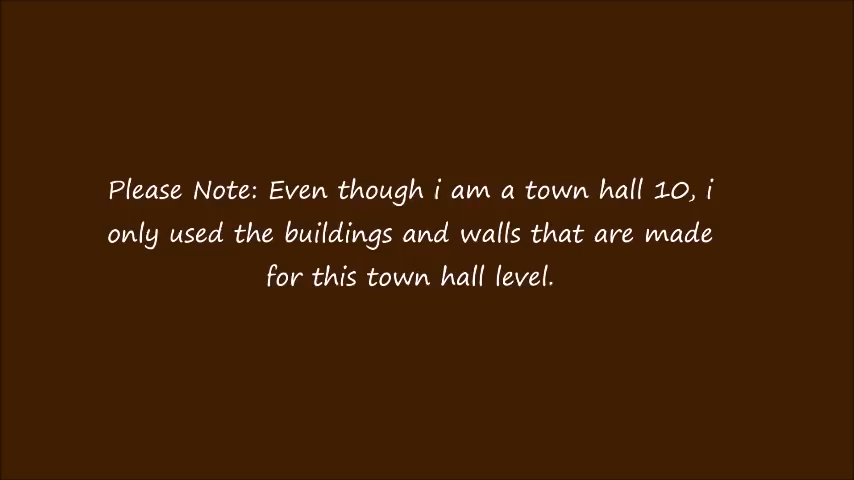 Please Note: Even though i am a town hall 10, i
only used the buildings and walls that are made
for this town hall level.